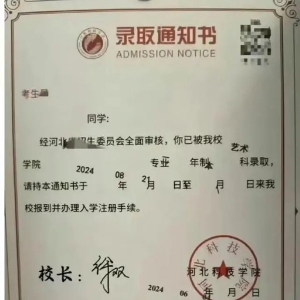 录取通知书
ADMISSION NOTICE
考生
同学:
经河北 招生委员会全面审核,你已被我校 艺术
学院 专业 年制 本 科录取,
2024 08 21
请持本通知书于 年 月 日至 月 日来我
校报到并办理入学注册手续。
校长:
河北科技学院
2024 06